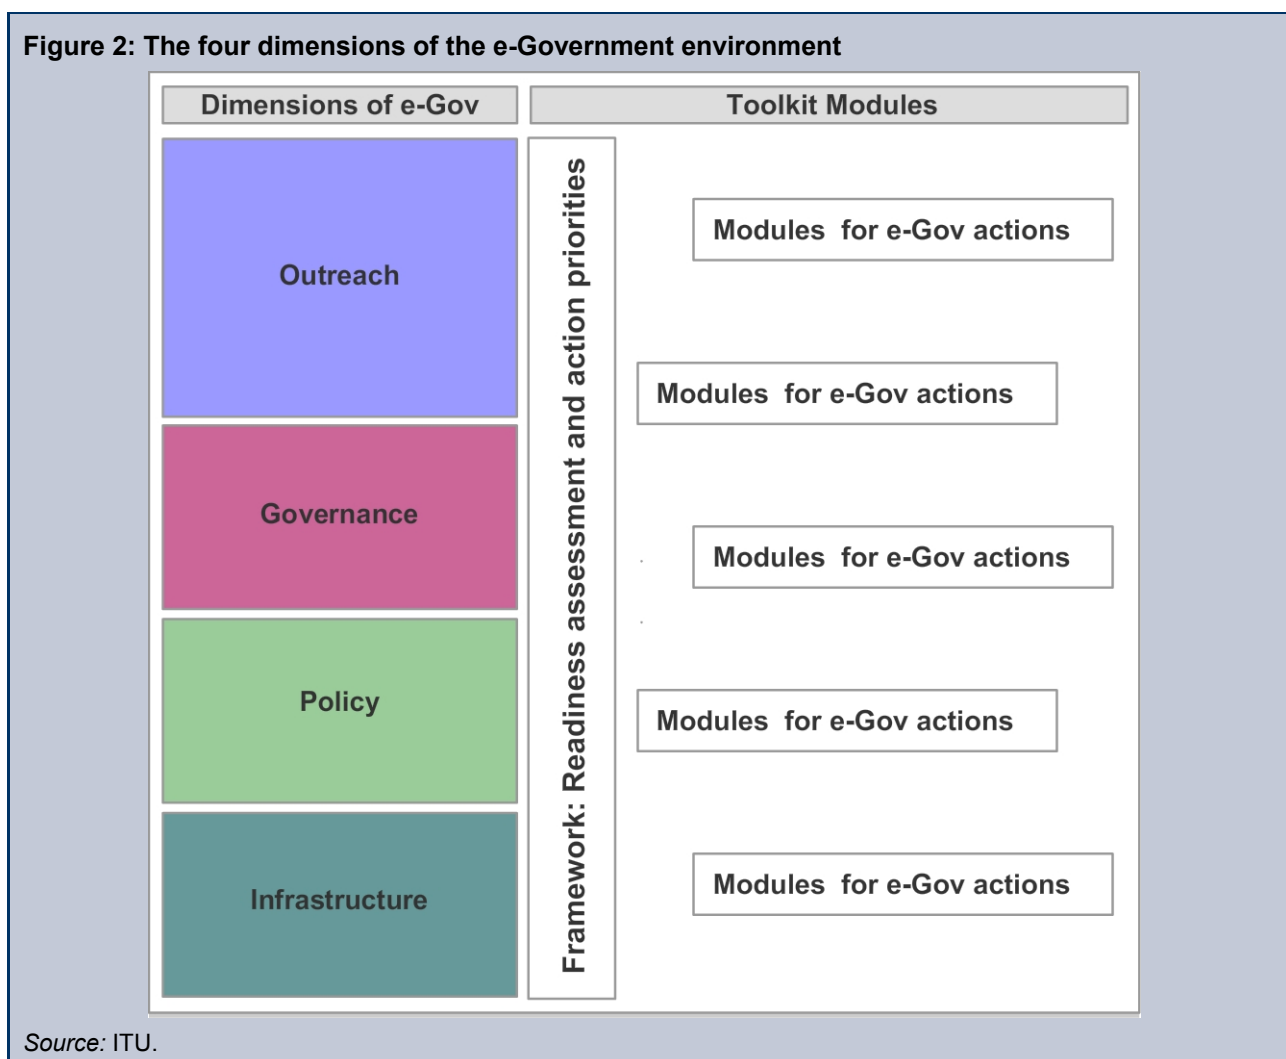 Figure 2: The four dimensions of the e-Government environment
Dimensions of e-Gov
Toolkit Modules
Outreach
Governance
Policy
Infrastructure
Framework: Readiness assessment and action priorities
Modules for e-Gov actions
Modules for e-Gov actions
Modules for e-Gov actions
Modules for e-Gov actions
Modules for e-Gov actions
Source: ITU.